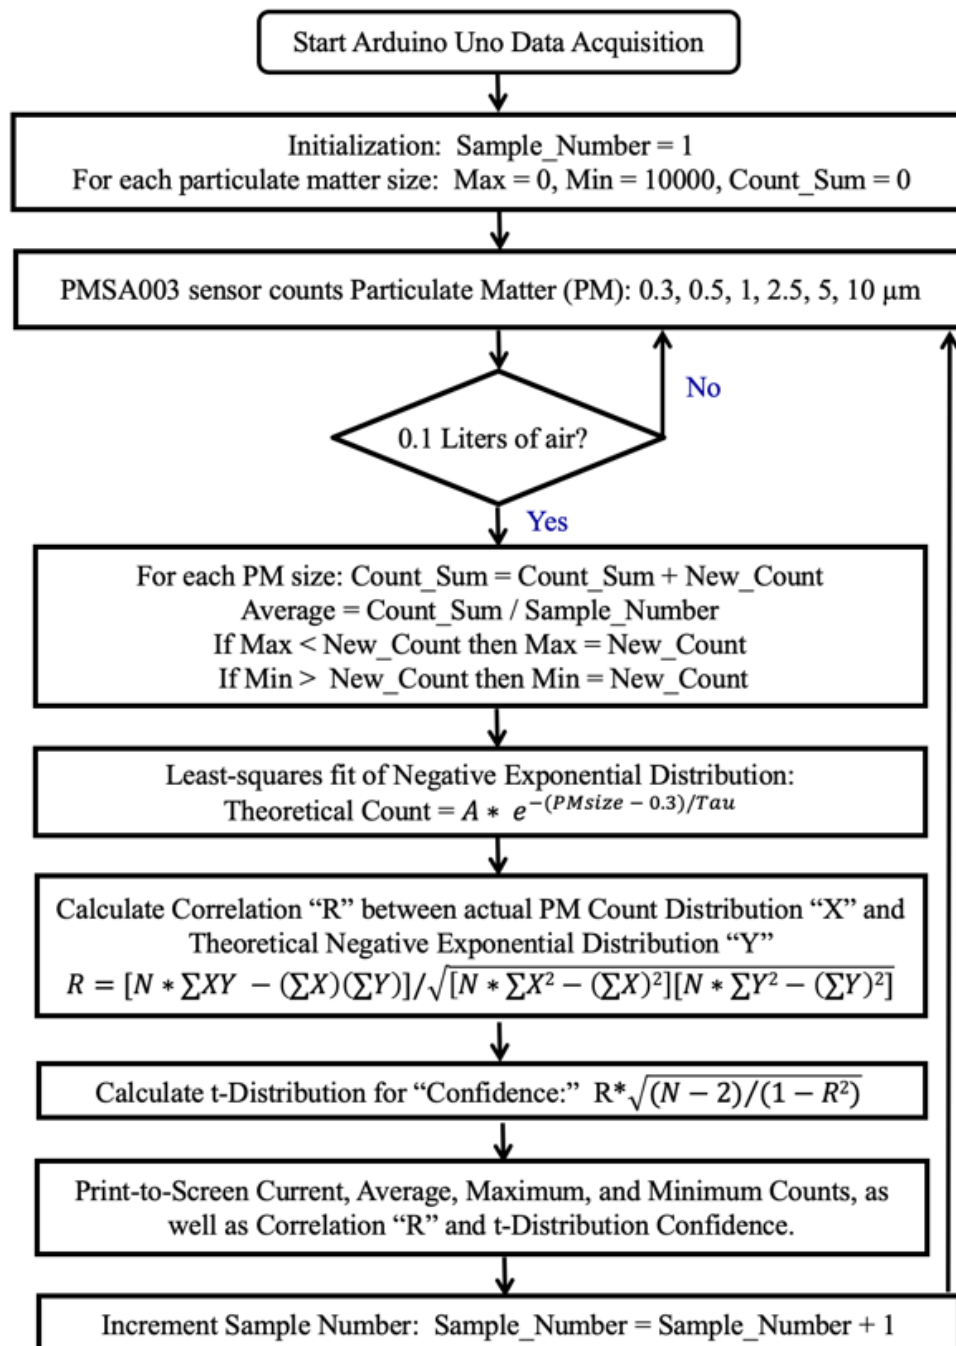 Start Arduino Uno Data Acquisition
Initialization:  Sample_Number = 1
For each particulate matter size:  Max = 0, Min = 10000, Count_Sum = 0
PMSA003 sensor counts Particulate Matter (PM): 0.3, 0.5, 1, 2.5, 5, 10 μm
No
0.1 Liters of air?
Yes
For each PM size: Count_Sum = Count_Sum + New_Count
Average = Count_Sum / Sample_Number
If Max < New_Count then Max = New_Count
If Min >  New_Count then Min = New_Count
Least-squares fit of Negative Exponential Distribution:
Theoretical Count = A * e^{-(PMsize - 0.3)/Tau}
Calculate Correlation “R” between actual PM Count Distribution “X” and
Theoretical Negative Exponential Distribution “Y”
R = [N * ∑XY − (∑X)(∑Y)]/√[N * ∑X² − (∑X)²][N * ∑Y² − (∑Y)²]
Calculate t-Distribution for “Confidence:”  R*√(N − 2)/(1 − R²)
Print-to-Screen Current, Average, Maximum, and Minimum Counts, as
well as Correlation “R” and t-Distribution Confidence.
Increment Sample Number:  Sample_Number = Sample_Number + 1